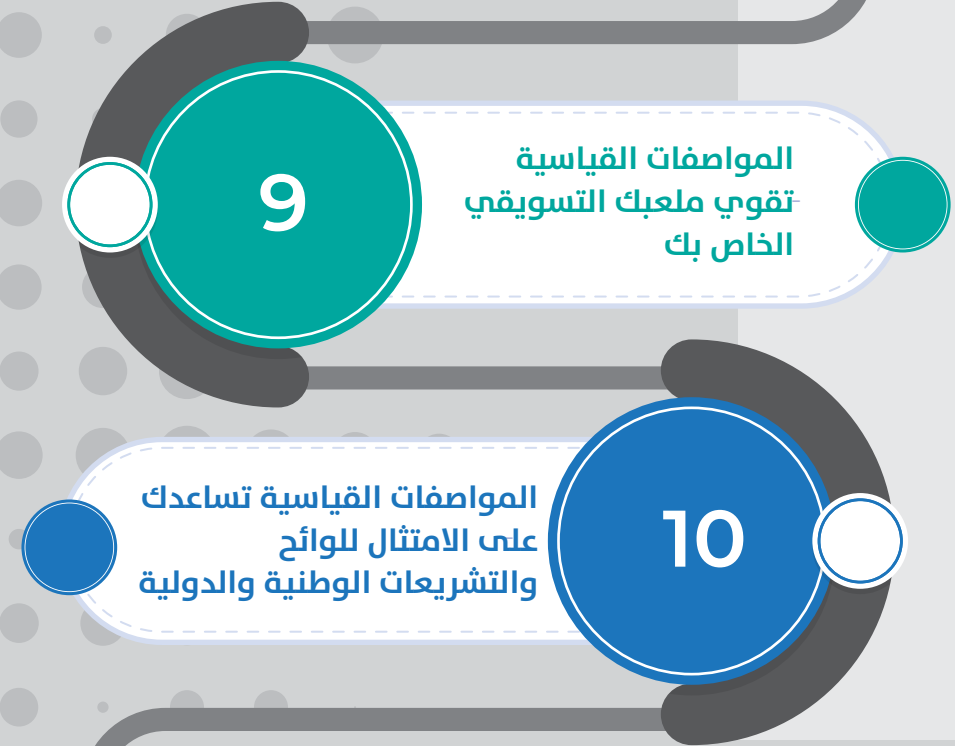 9
المواصفات القياسية
تقوي ملعبك التسويقي
الخاص بك
10
المواصفات القياسية تساعدك
على الامتثال للوائح
والتشريعات الوطنية والدولية